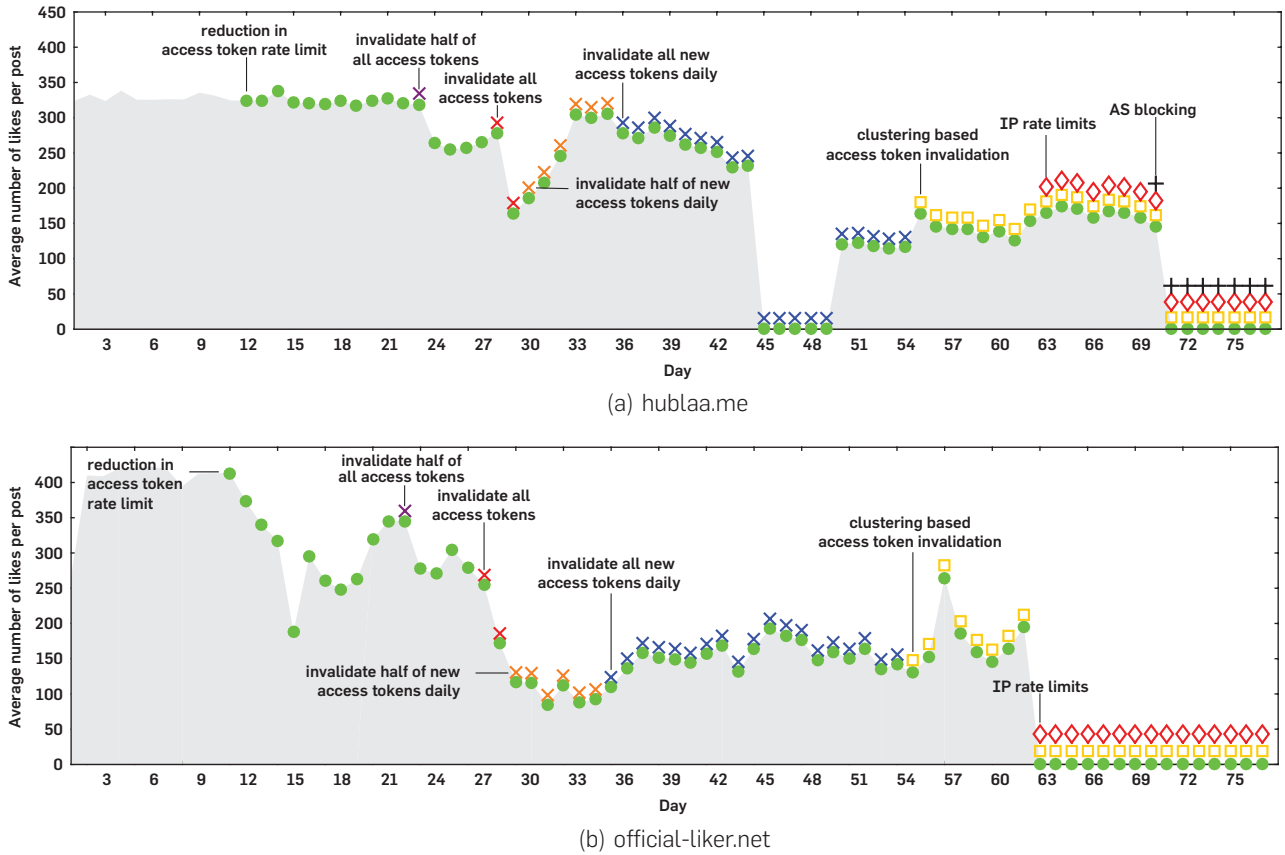 450
400
350
300
250
200
150
100
50
0
Average number of likes per post
reduction in
access token rate limit
invalidate half of
all access tokens
invalidate all
access tokens
invalidate half of new
access tokens daily
invalidate all new
access tokens daily
clustering based
access token invalidation
IP rate limits
AS blocking
3 6 9 12 15 18 21 24 27 30 33 36 39 42 45 48 51 54 57 60 63 66 69 72 75
Day
(a) hublaa.me
400
350
300
250
200
150
100
50
0
Average number of likes per post
reduction in
access token
rate limit
invalidate half of
all access tokens
invalidate all
access tokens
invalidate half of new
access tokens daily
invalidate all new
access tokens daily
clustering based
access token invalidation
IP rate limits
3 6 9 12 15 18 21 24 27 30 33 36 39 42 45 48 51 54 57 60 63 66 69 72 75
Day
(b) official-liker.net